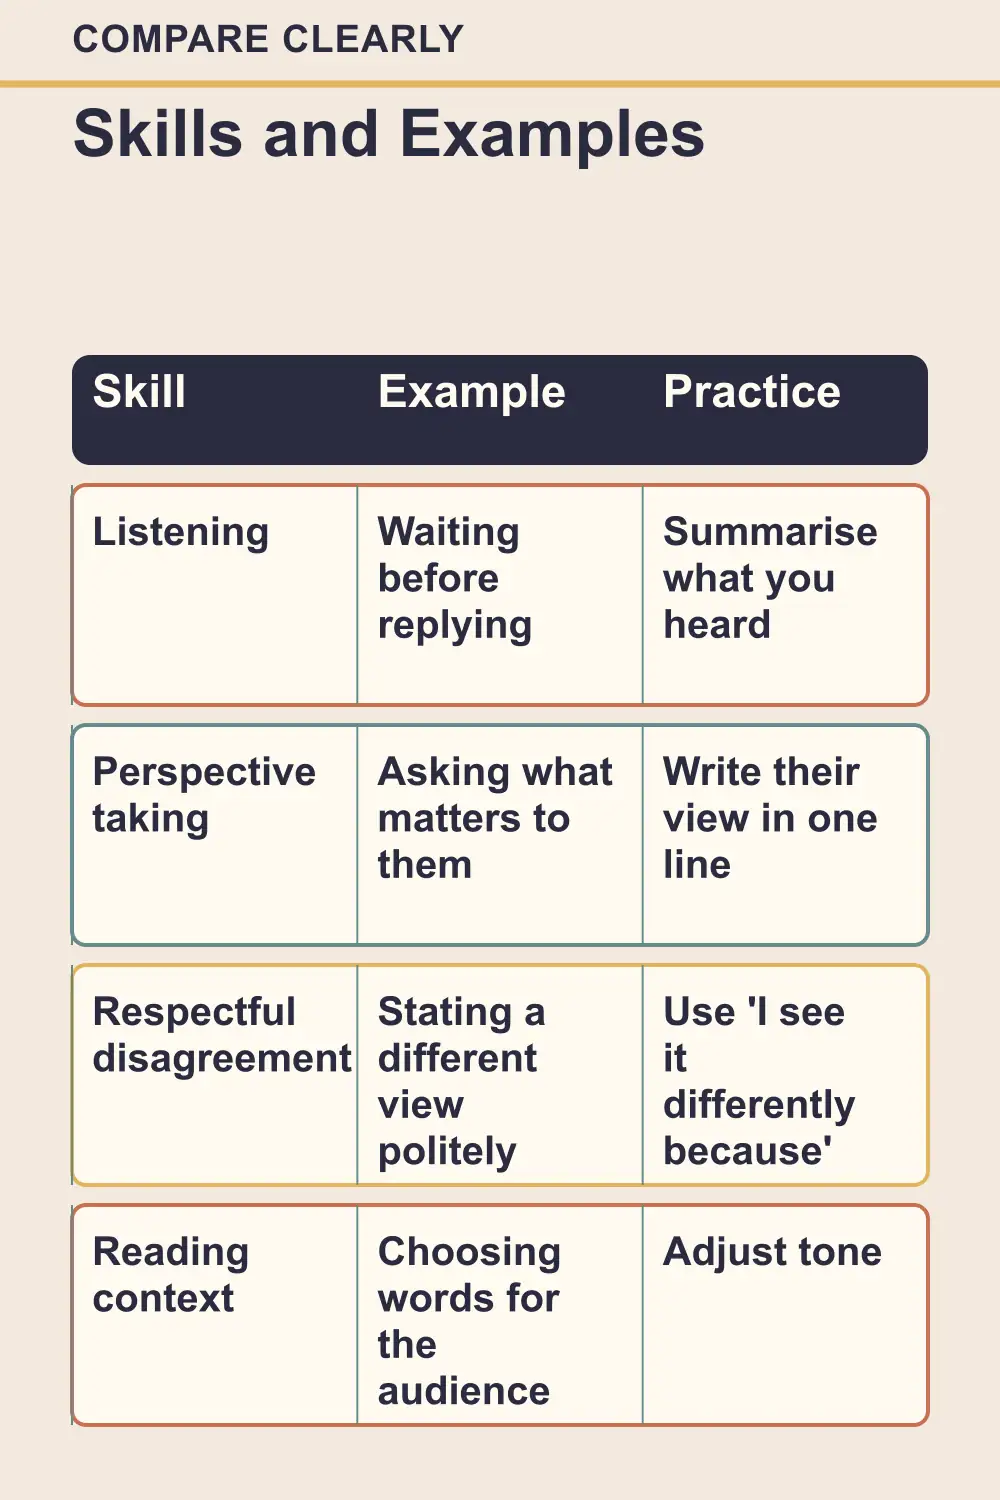 COMPARE CLEARLY
Skills and Examples
Skill
Example
Practice
Listening
Waiting
before
replying
Summarise
what you
heard
Perspective
taking
Asking what
matters to
them
Write their
view in one
line
Respectful
disagreement
Stating a
different
view
politely
Use 'I see
it
differently
because'
Reading
context
Choosing
words for
the
audience
Adjust tone